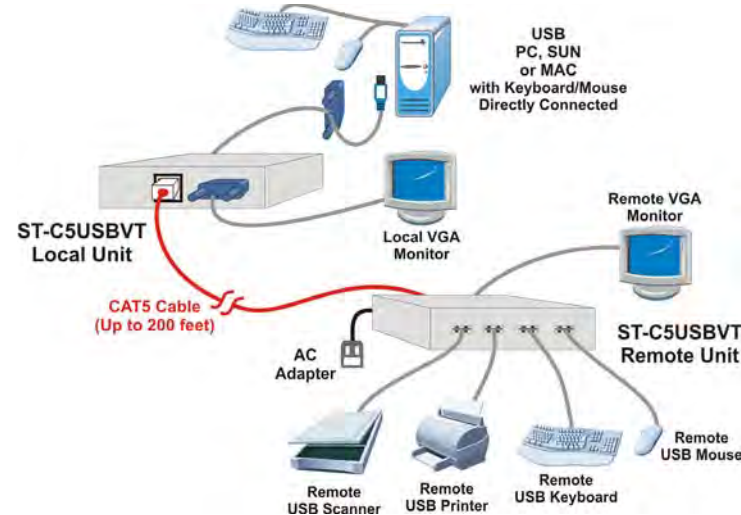 USB
PC, SUN
or MAC
with Keyboard/Mouse
Directly Connected
ST-C5USBVT
Local Unit
Local VGA
Monitor
Remote VGA
Monitor
CAT5 Cable
(Up to 200 feet)
AC
Adapter
ST-C5USBVT
Remote Unit
Remote
USB Scanner
Remote
USB Printer
Remote
USB Keyboard
Remote
USB Mouse